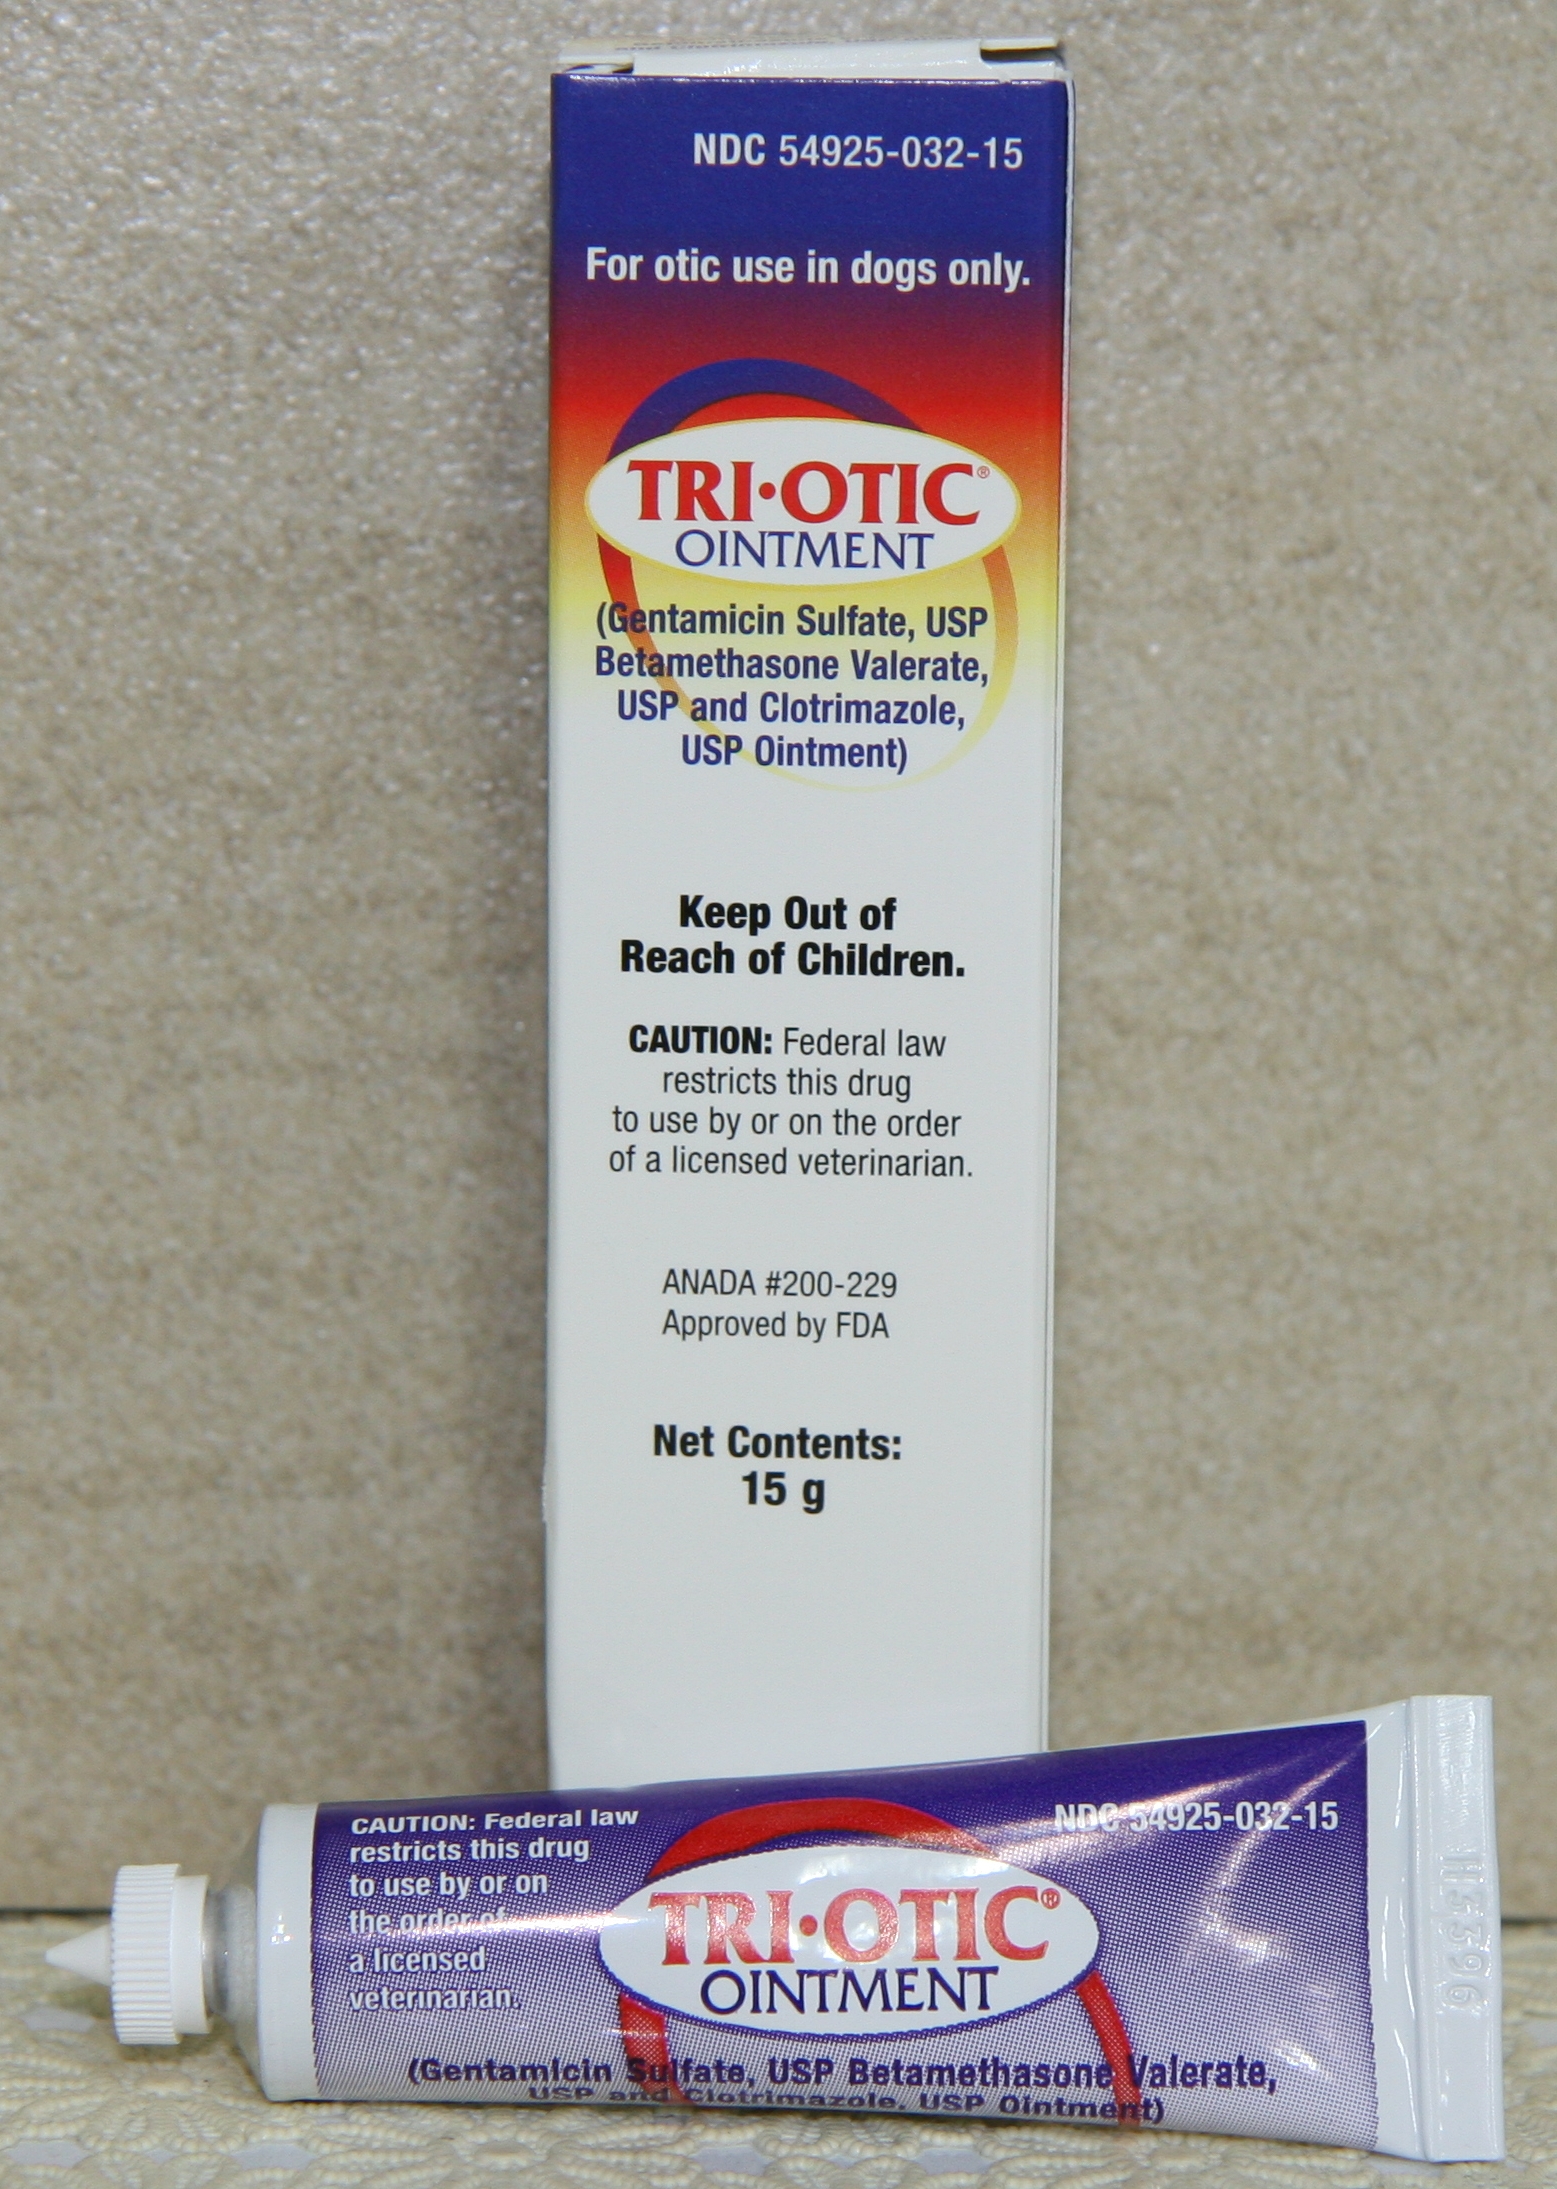 NDC 54925-032-15
For otic use in dogs only.
TRI•OTIC®
OINTMENT
(Gentamicin Sulfate, USP
Betamethasone Valerate,
USP and Clotrimazole,
USP Ointment)
Keep Out of
Reach of Children.
CAUTION: Federal law
restricts this drug
to use by or on the order
of a licensed veterinarian.
ANADA #200-229
Approved by FDA
Net Contents:
15 g
CAUTION: Federal law
restricts this drug
to use by or on
the order of
a licensed
veterinarian.
NDC 54925-032-15
TRI•OTIC®
OINTMENT
(Gentamicin Sulfate, USP Betamethasone Valerate,
USP and Clotrimazole, USP Ointment)